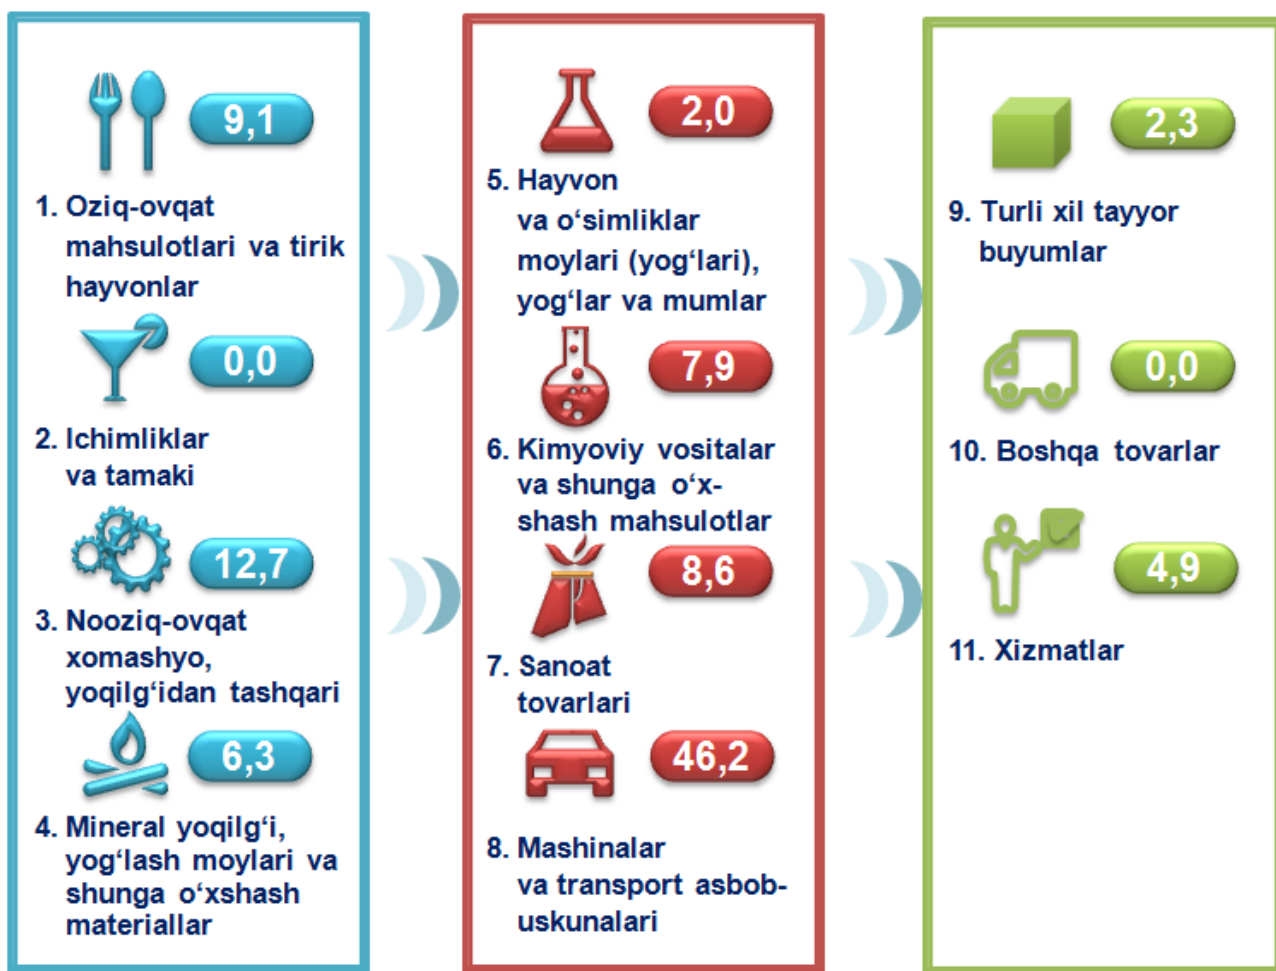 9,1
1. Oziq-ovqat
mahsulotlari va tirik
hayvonlar
0,0
2. Ichimliklar
va tamaki
12,7
3. Nooziq-ovqat
xomashyo,
yoqilg‘idan tashqari
6,3
4. Mineral yoqilg‘i,
yog‘lash moylari va
shunga o‘xshash
materiallar
2,0
5. Hayvon
va o‘simliklar
moylari (yog‘lari),
yog‘lar va mumlar
7,9
6. Kimyoviy vositalar
va shunga o‘x-
shash mahsulotlar
8,6
7. Sanoat
tovarlari
46,2
8. Mashinalar
va transport asbob-
uskunalari
2,3
9. Turli xil tayyor
buyumlar
0,0
10. Boshqa tovarlar
4,9
11. Xizmatlar